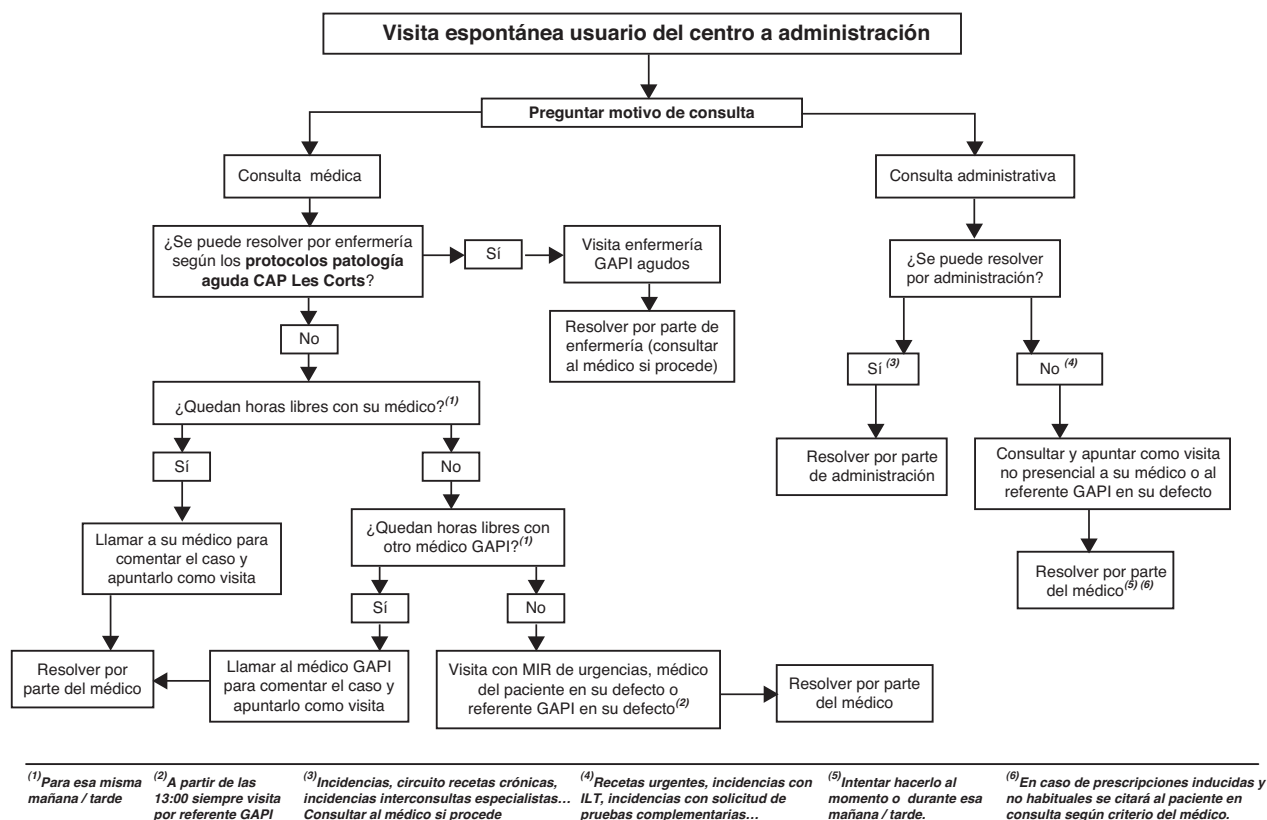 Visita espontánea usuario del centro a administración
Preguntar motivo de consulta
Consulta médica
Consulta administrativa
¿Se puede resolver por enfermería
según los protocolos patología
aguda CAP Les Corts?
Sí
Visita enfermería
GAPI agudos
¿Se puede resolver
por administración?
No
Resolver por parte de
enfermería (consultar
al médico si procede)
Sí (3)
No (4)
¿Quedan horas libres con su médico?(1)
Sí
No
Resolver por parte
de administración
Consultar y apuntar como visita
no presencial a su médico o al
referente GAPI en su defecto
Llamar a su médico para
comentar el caso y
apuntarlo como visita
¿Quedan horas libres con
otro médico GAPI?(1)
Resolver por parte
del médico(5) (6)
Sí
No
Resolver por
parte del médico
Llamar al médico GAPI
para comentar el caso y
apuntarlo como visita
Visita con MIR de urgencias, médico
del paciente en su defecto o
referente GAPI en su defecto(2)
Resolver por parte
del médico
(1)Para esa misma
mañana / tarde
(2)A partir de las
13:00 siempre visita
por referente GAPI
(3)Incidencias, circuito recetas crónicas,
incidencias interconsultas especialistas...
Consultar al médico si procede
(4)Recetas urgentes, incidencias con
ILT, incidencias con solicitud de
pruebas complementarias...
(5)Intentar hacerlo al
momento o durante esa
mañana / tarde.
(6)En caso de prescripciones inducidas y
no habituales se citará al paciente en
consulta según criterio del médico.